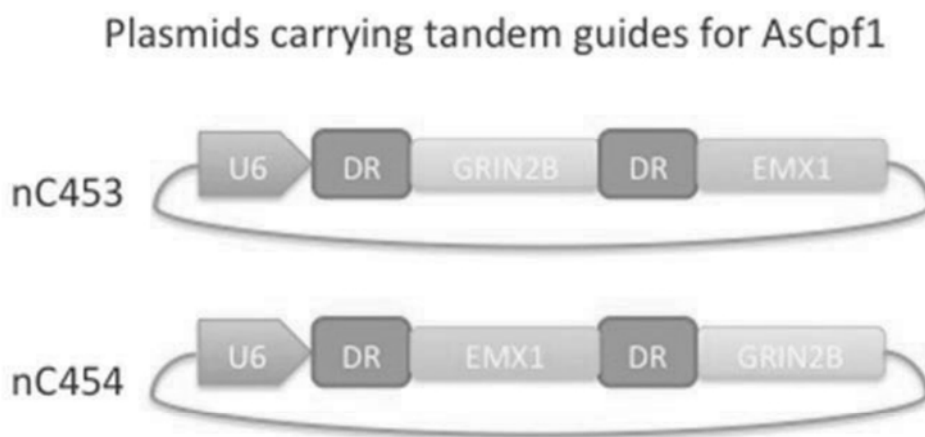 Plasmids carrying tandem guides for AsCpf1
nC453
U6 DR GRIN2B DR EMX1
nC454
U6 DR EMX1 DR GRIN2B